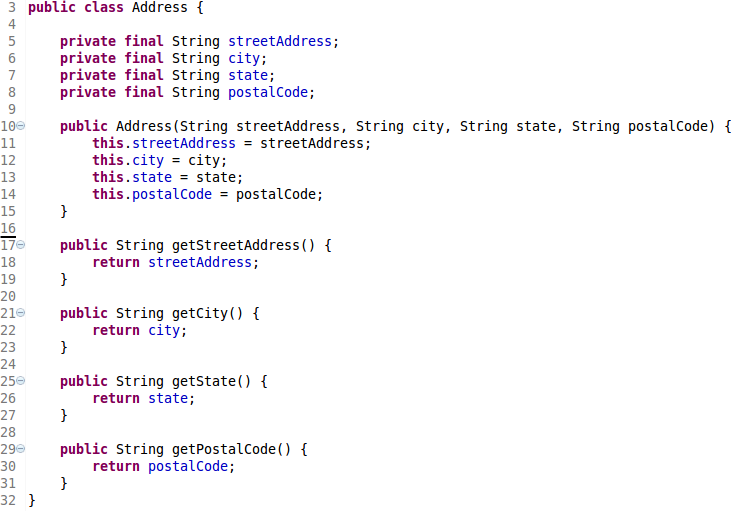 3 public class Address {
4
5     private final String streetAddress;
6     private final String city;
7     private final String state;
8     private final String postalCode;
9
10     public Address(String streetAddress, String city, String state, String postalCode) {
11         this.streetAddress = streetAddress;
12         this.city = city;
13         this.state = state;
14         this.postalCode = postalCode;
15     }
16
17     public String getStreetAddress() {
18         return streetAddress;
19     }
20
21     public String getCity() {
22         return city;
23     }
24
25     public String getState() {
26         return state;
27     }
28
29     public String getPostalCode() {
30         return postalCode;
31     }
32 }